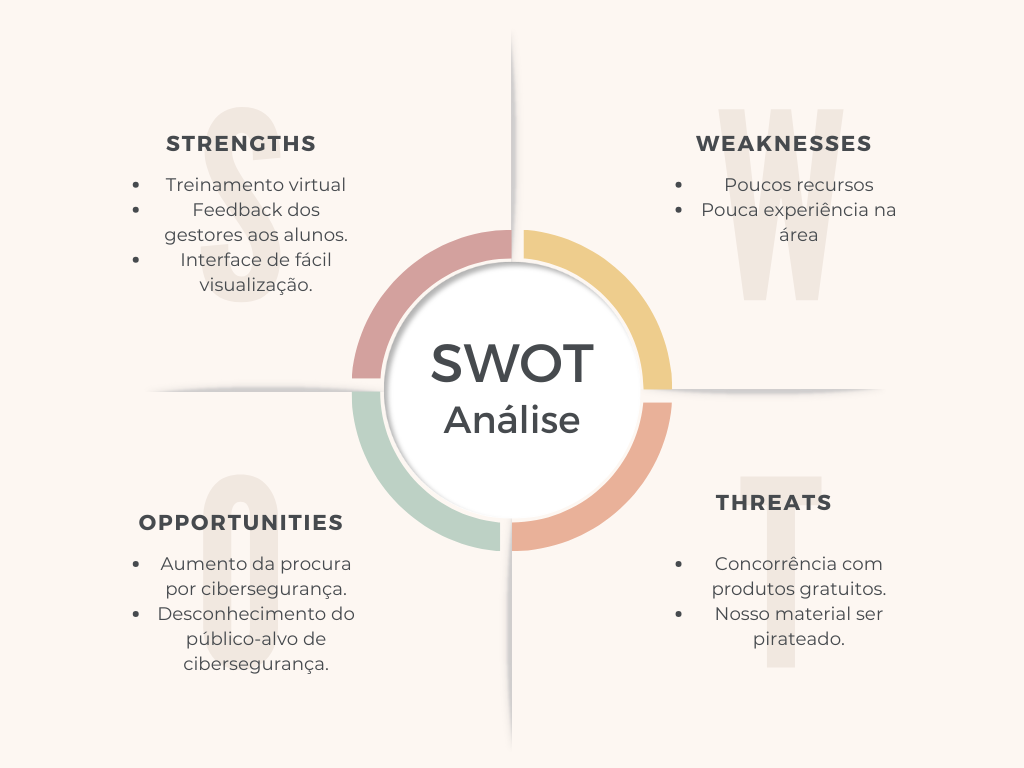 S
STRENGTHS
• Treinamento virtual
• Feedback dos
gestores aos alunos.
• Interface de fácil
visualização.
W
WEAKNESSES
• Poucos recursos
• Pouca experiência na
área
SWOT
Análise
O
OPPORTUNITIES
• Aumento da procura
por cibersegurança.
• Desconhecimento do
público-alvo de
cibersegurança.
T
THREATS
• Concorrência com
produtos gratuitos.
• Nosso material ser
pirateado.